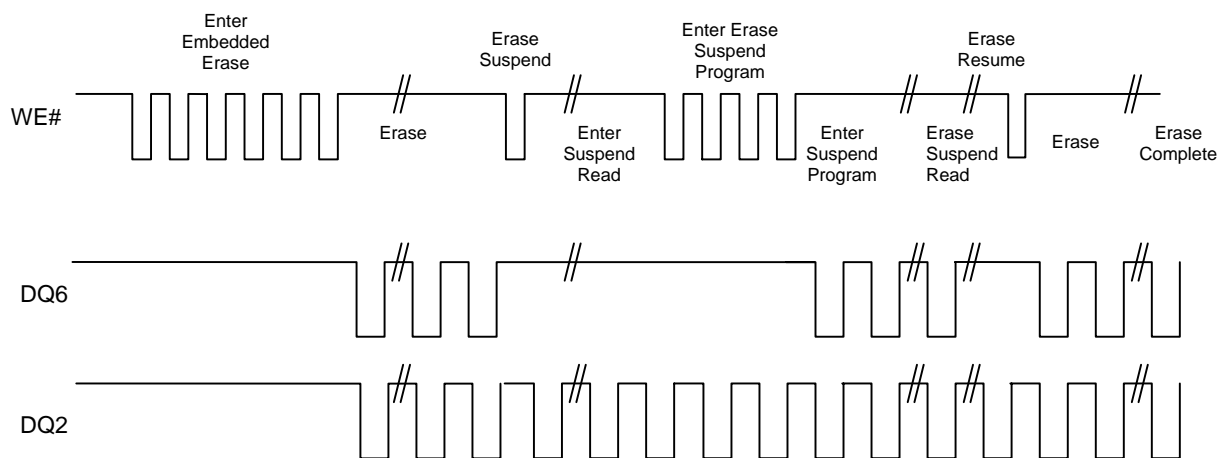 Enter
Embedded
Erase
Erase
Suspend
Enter Erase
Suspend
Program
Erase
Resume
WE#
Erase
Enter
Suspend
Read
Enter
Suspend
Program
Erase
Suspend
Read
Erase
Erase
Complete
DQ6
DQ2